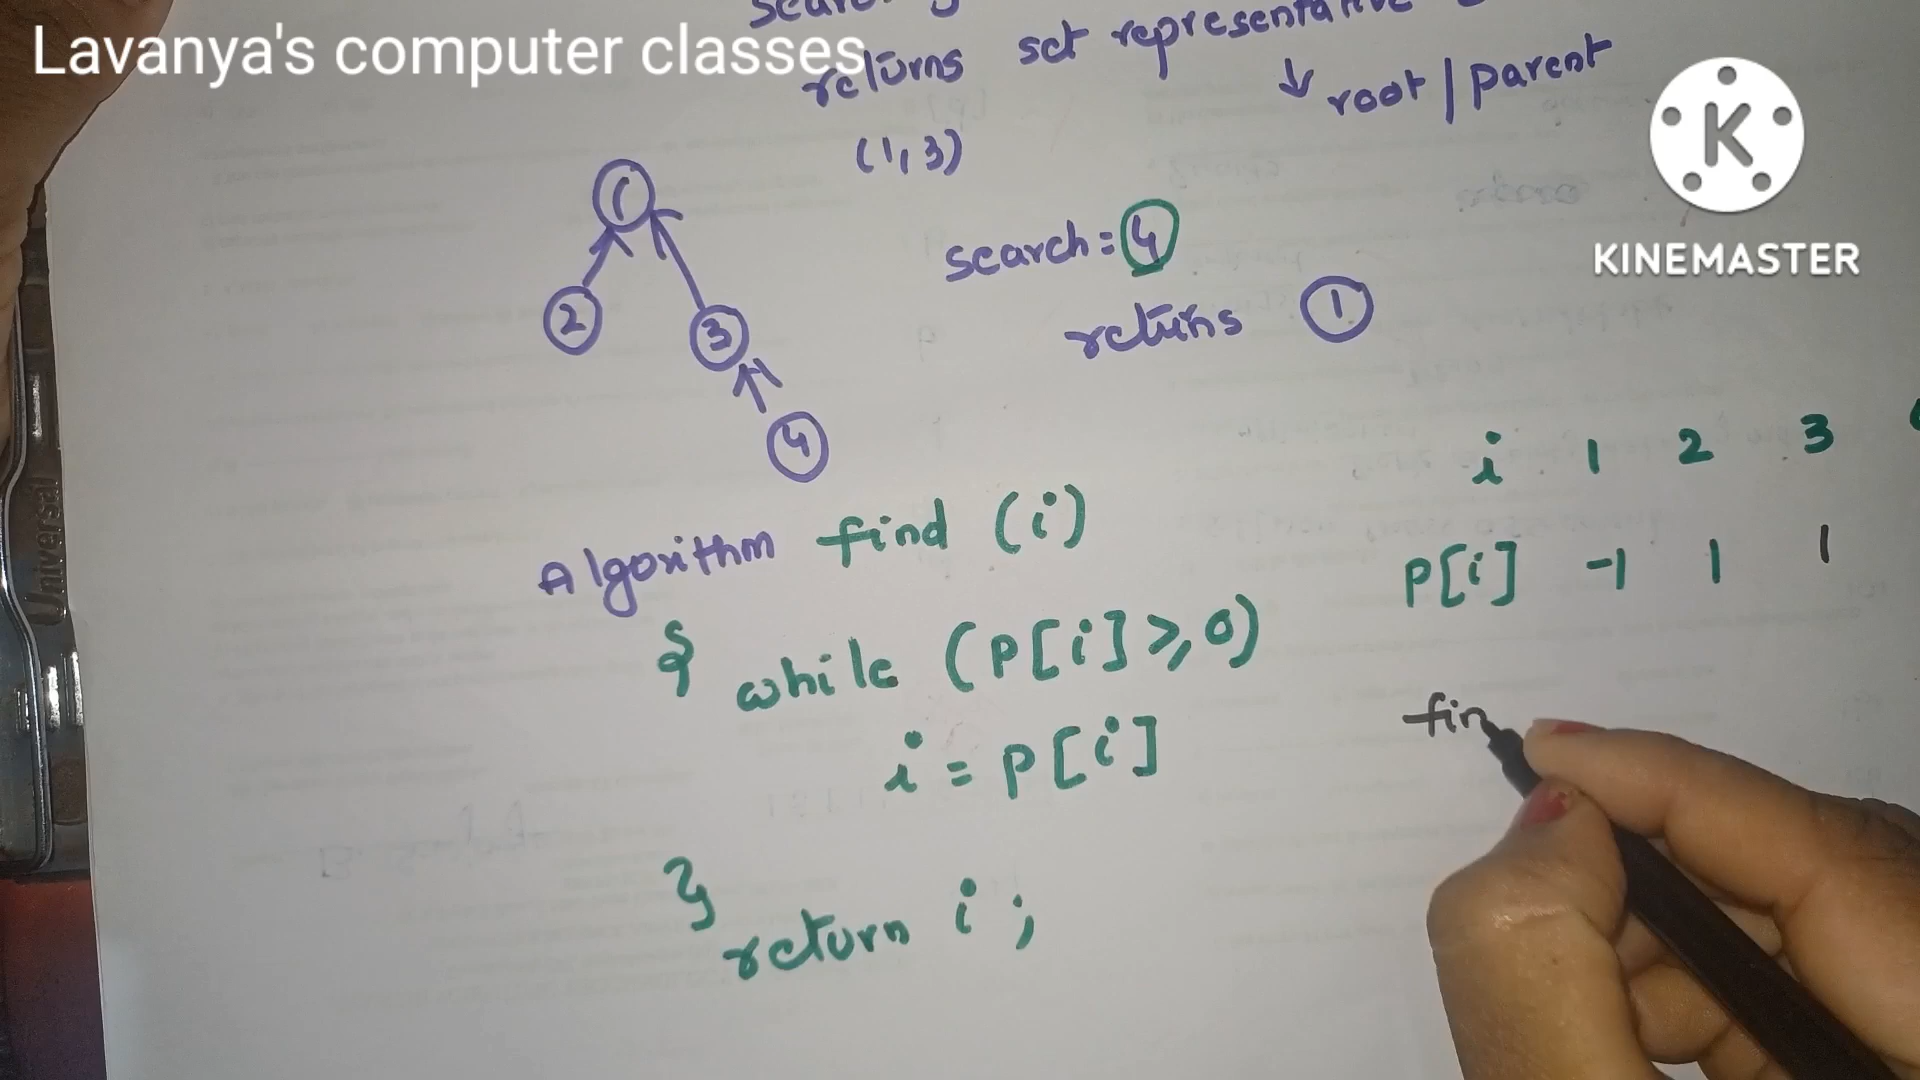 Lavanya's computer classes
returns set representative
↓ root / parent
(1, 3)
K
KINEMASTER
1
2
3
4
search = 4
returns 1
i 1 2 3
P[i] -1 1 1
Algorithm find (i)
{ while (P[i] ≥ 0)
i = P[i]
}
return i ;
fin
Universal